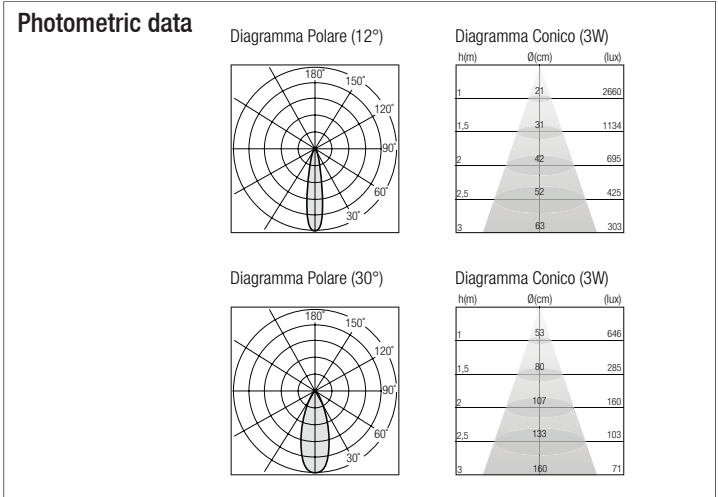 Photometric data
Diagramma Polare (12°)
180°
150°
120°
90°
60°
30°
Diagramma Conico (3W)
h(m) Ø(cm) (lux)
1 21 2660
1,5 31 1134
2 42 695
2,5 52 425
3 63 303
Diagramma Polare (30°)
180°
150°
120°
90°
60°
30°
Diagramma Conico (3W)
h(m) Ø(cm) (lux)
1 53 646
1,5 80 285
2 107 160
2,5 133 103
3 160 71